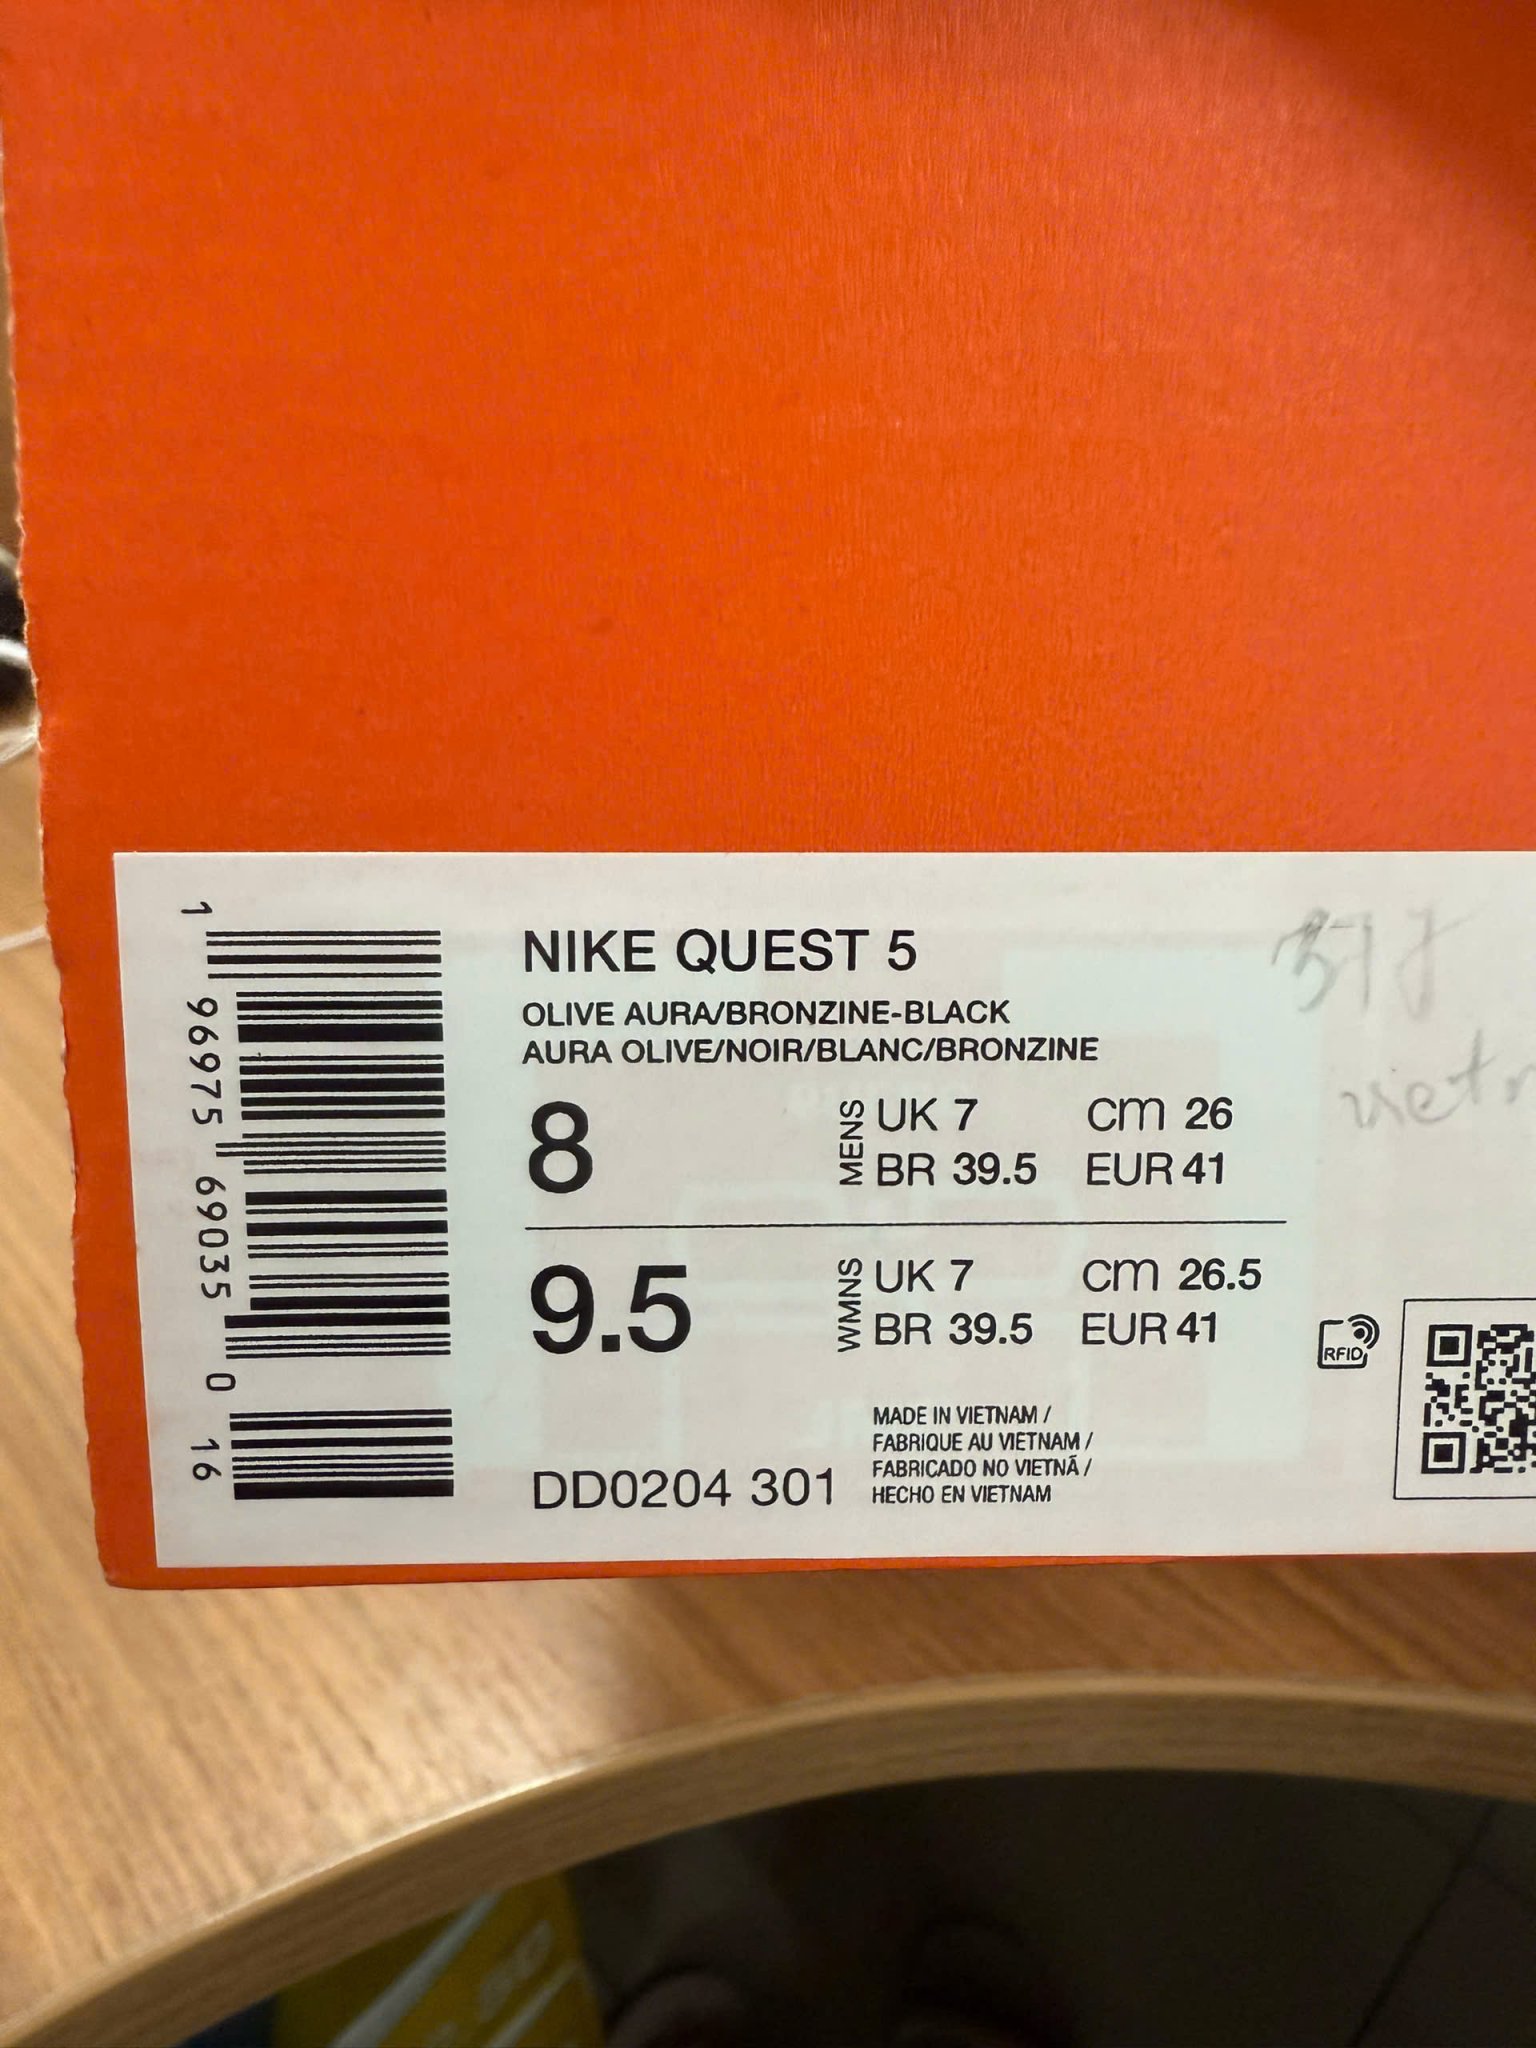 NIKE QUEST 5
OLIVE AURA/BRONZINE-BLACK
AURA OLIVE/NOIR/BLANC/BRONZINE
8 MENS UK 7 CM 26
BR 39.5 EUR 41
9.5 WMNS UK 7 CM 26.5
BR 39.5 EUR 41
RFID
MADE IN VIETNAM /
FABRIQUE AU VIETNAM /
FABRICADO NO VIETNÃ /
HECHO EN VIETNAM
DD0204 301
1 96975 69035 0 16